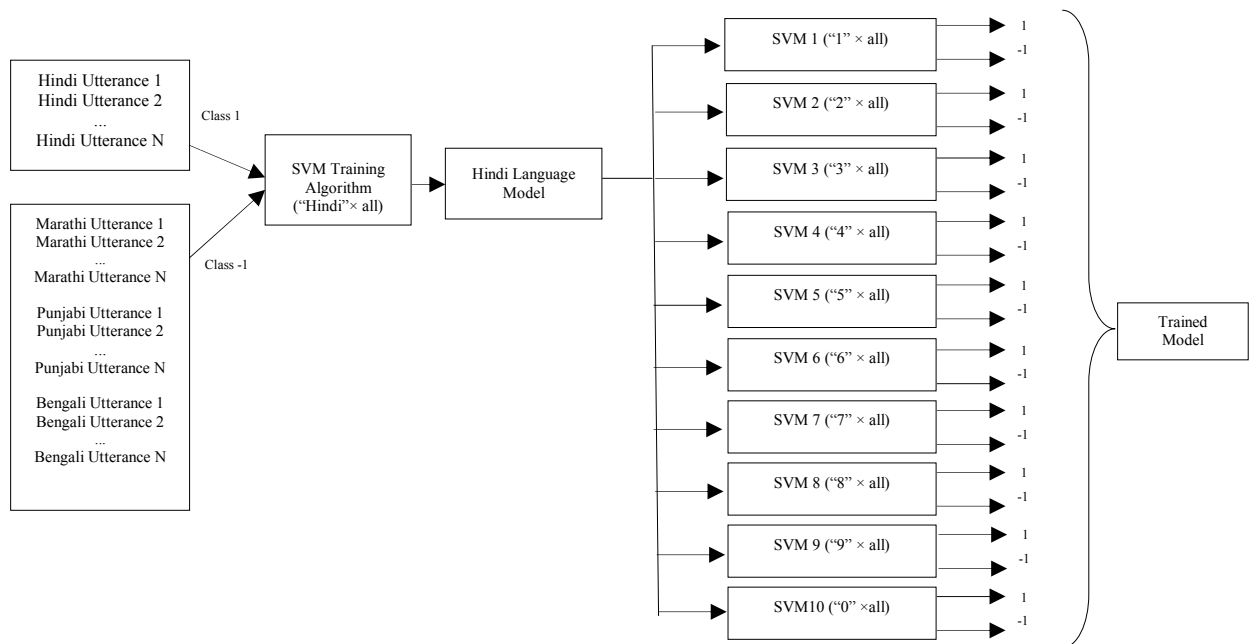 Hindi Utterance 1
Hindi Utterance 2
...
Hindi Utterance N
Class 1
Marathi Utterance 1
Marathi Utterance 2
...
Marathi Utterance N
Punjabi Utterance 1
Punjabi Utterance 2
...
Punjabi Utterance N
Bengali Utterance 1
Bengali Utterance 2
...
Bengali Utterance N
Class -1
SVM Training
Algorithm
(“Hindi”× all)
Hindi Language
Model
SVM 1 (“1” × all)
1
-1
SVM 2 (“2” × all)
1
-1
SVM 3 (“3” × all)
1
-1
SVM 4 (“4” × all)
1
-1
SVM 5 (“5” × all)
1
-1
SVM 6 (“6” × all)
1
-1
SVM 7 (“7” × all)
1
-1
SVM 8 (“8” × all)
1
-1
SVM 9 (“9” × all)
1
-1
SVM10 (“0” ×all)
1
-1
Trained
Model